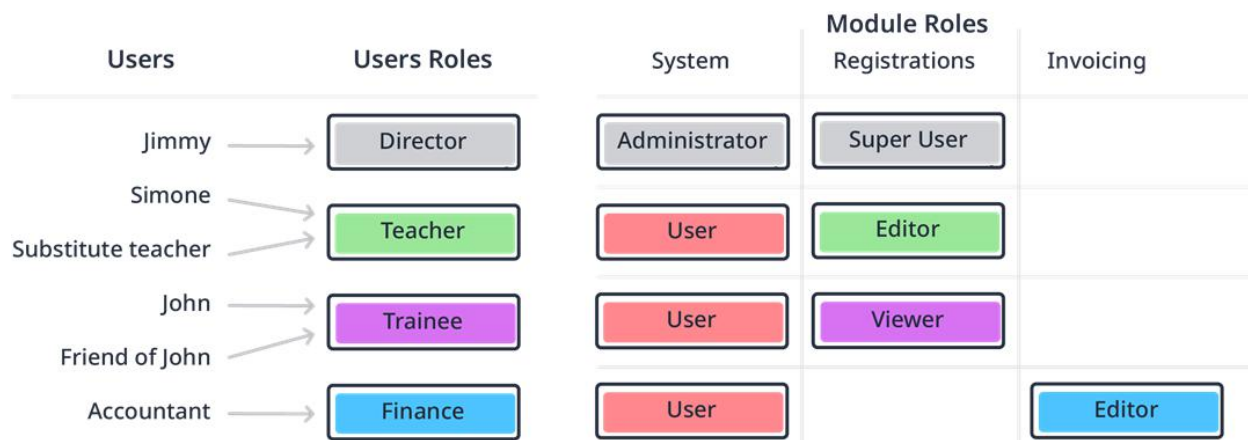 Module Roles
Users Users Roles System Registrations Invoicing
Jimmy Director Administrator Super User
Simone
Teacher User Editor
Substitute teacher
John
Trainee User Viewer
Friend of John
Accountant Finance User Editor